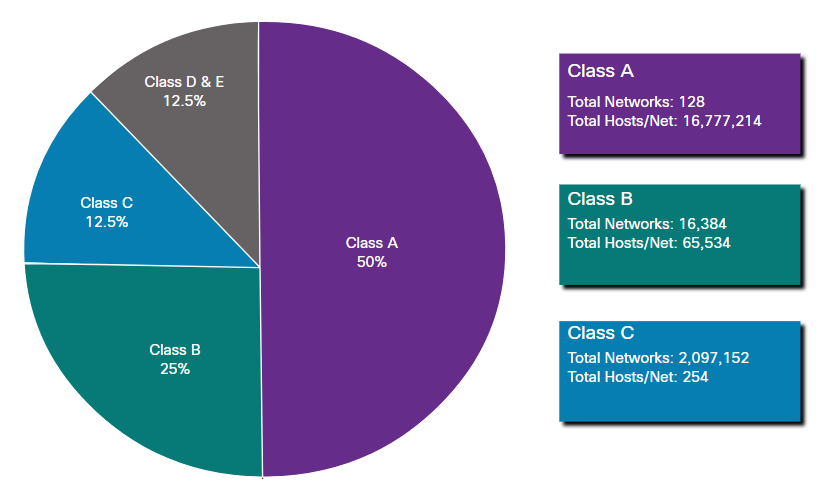 Class D & E
12.5%
Class C
12.5%
Class A
50%
Class B
25%
Class A
Total Networks: 128
Total Hosts/Net: 16,777,214
Class B
Total Networks: 16,384
Total Hosts/Net: 65,534
Class C
Total Networks: 2,097,152
Total Hosts/Net: 254